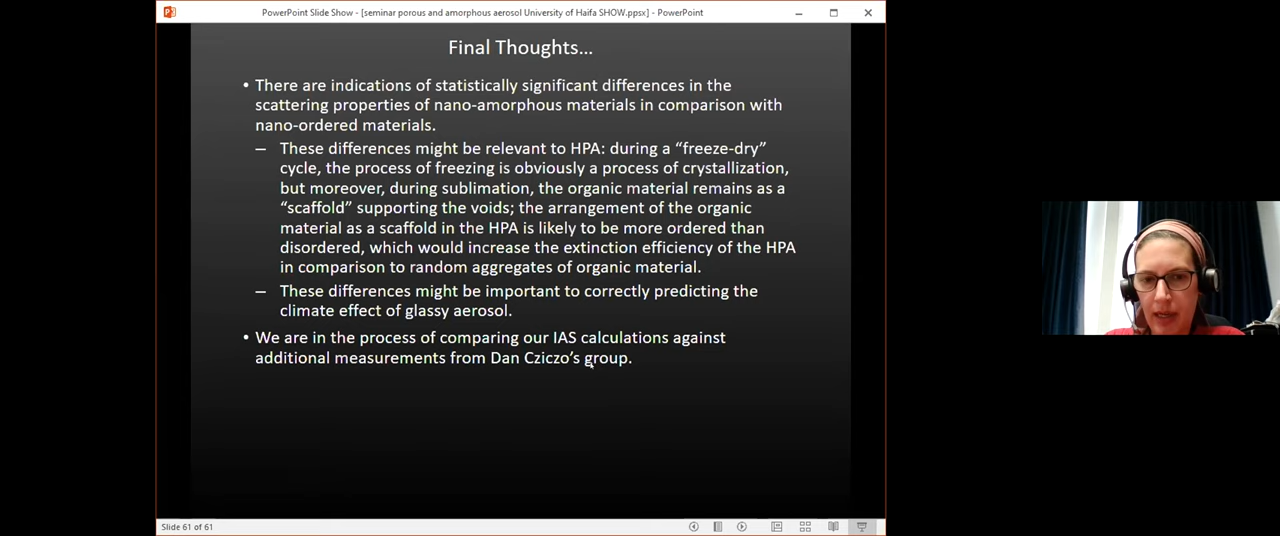 PowerPoint Slide Show - [seminar porous and amorphous aerosol University of Haifa SHOW.ppsx] - PowerPoint
Final Thoughts…
• There are indications of statistically significant differences in the
scattering properties of nano-amorphous materials in comparison with
nano-ordered materials.
– These differences might be relevant to HPA: during a “freeze-dry”
cycle, the process of freezing is obviously a process of crystallization,
but moreover, during sublimation, the organic material remains as a
“scaffold” supporting the voids; the arrangement of the organic
material as a scaffold in the HPA is likely to be more ordered than
disordered, which would increase the extinction efficiency of the HPA
in comparison to random aggregates of organic material.
– These differences might be important to correctly predicting the
climate effect of glassy aerosol.
• We are in the process of comparing our IAS calculations against
additional measurements from Dan Cziczo’s group.
Slide 61 of 61